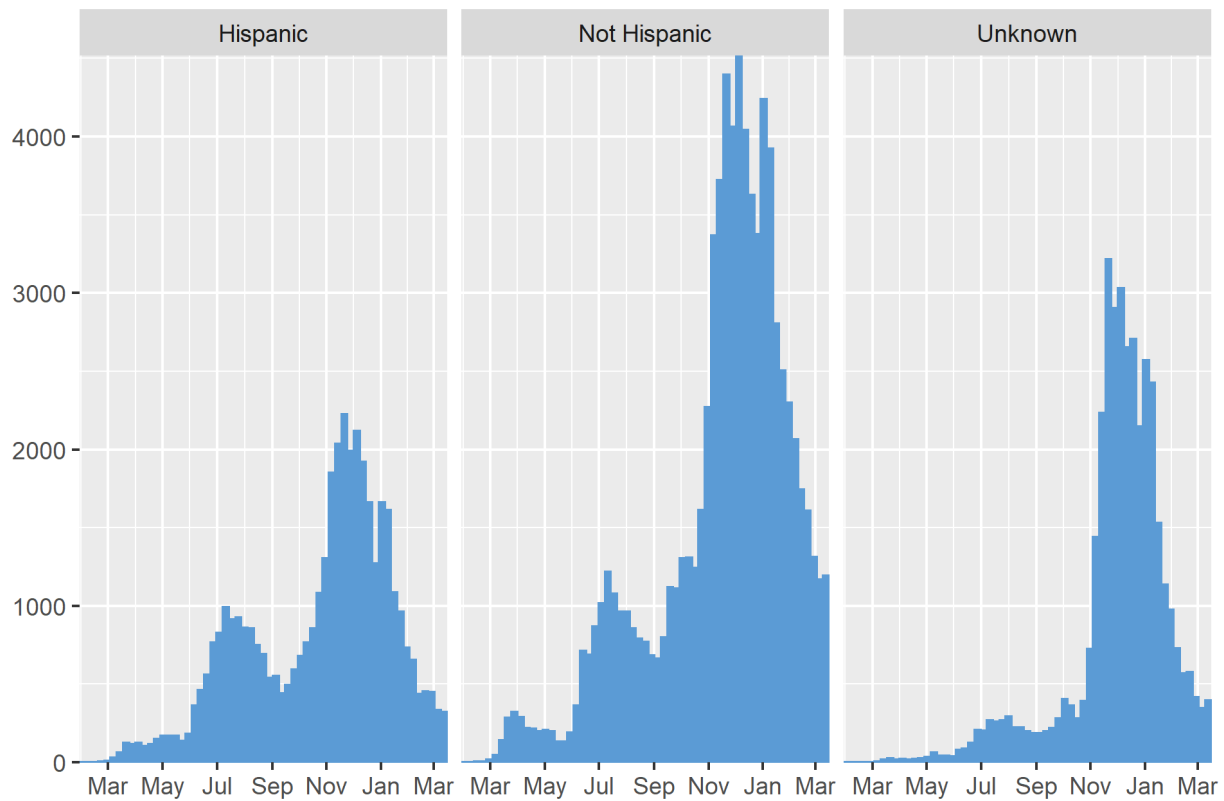 Hispanic Not Hispanic Unknown
4000
3000
2000
1000
0
Mar May Jul Sep Nov Jan Mar Mar May Jul Sep Nov Jan Mar Mar May Jul Sep Nov Jan Mar